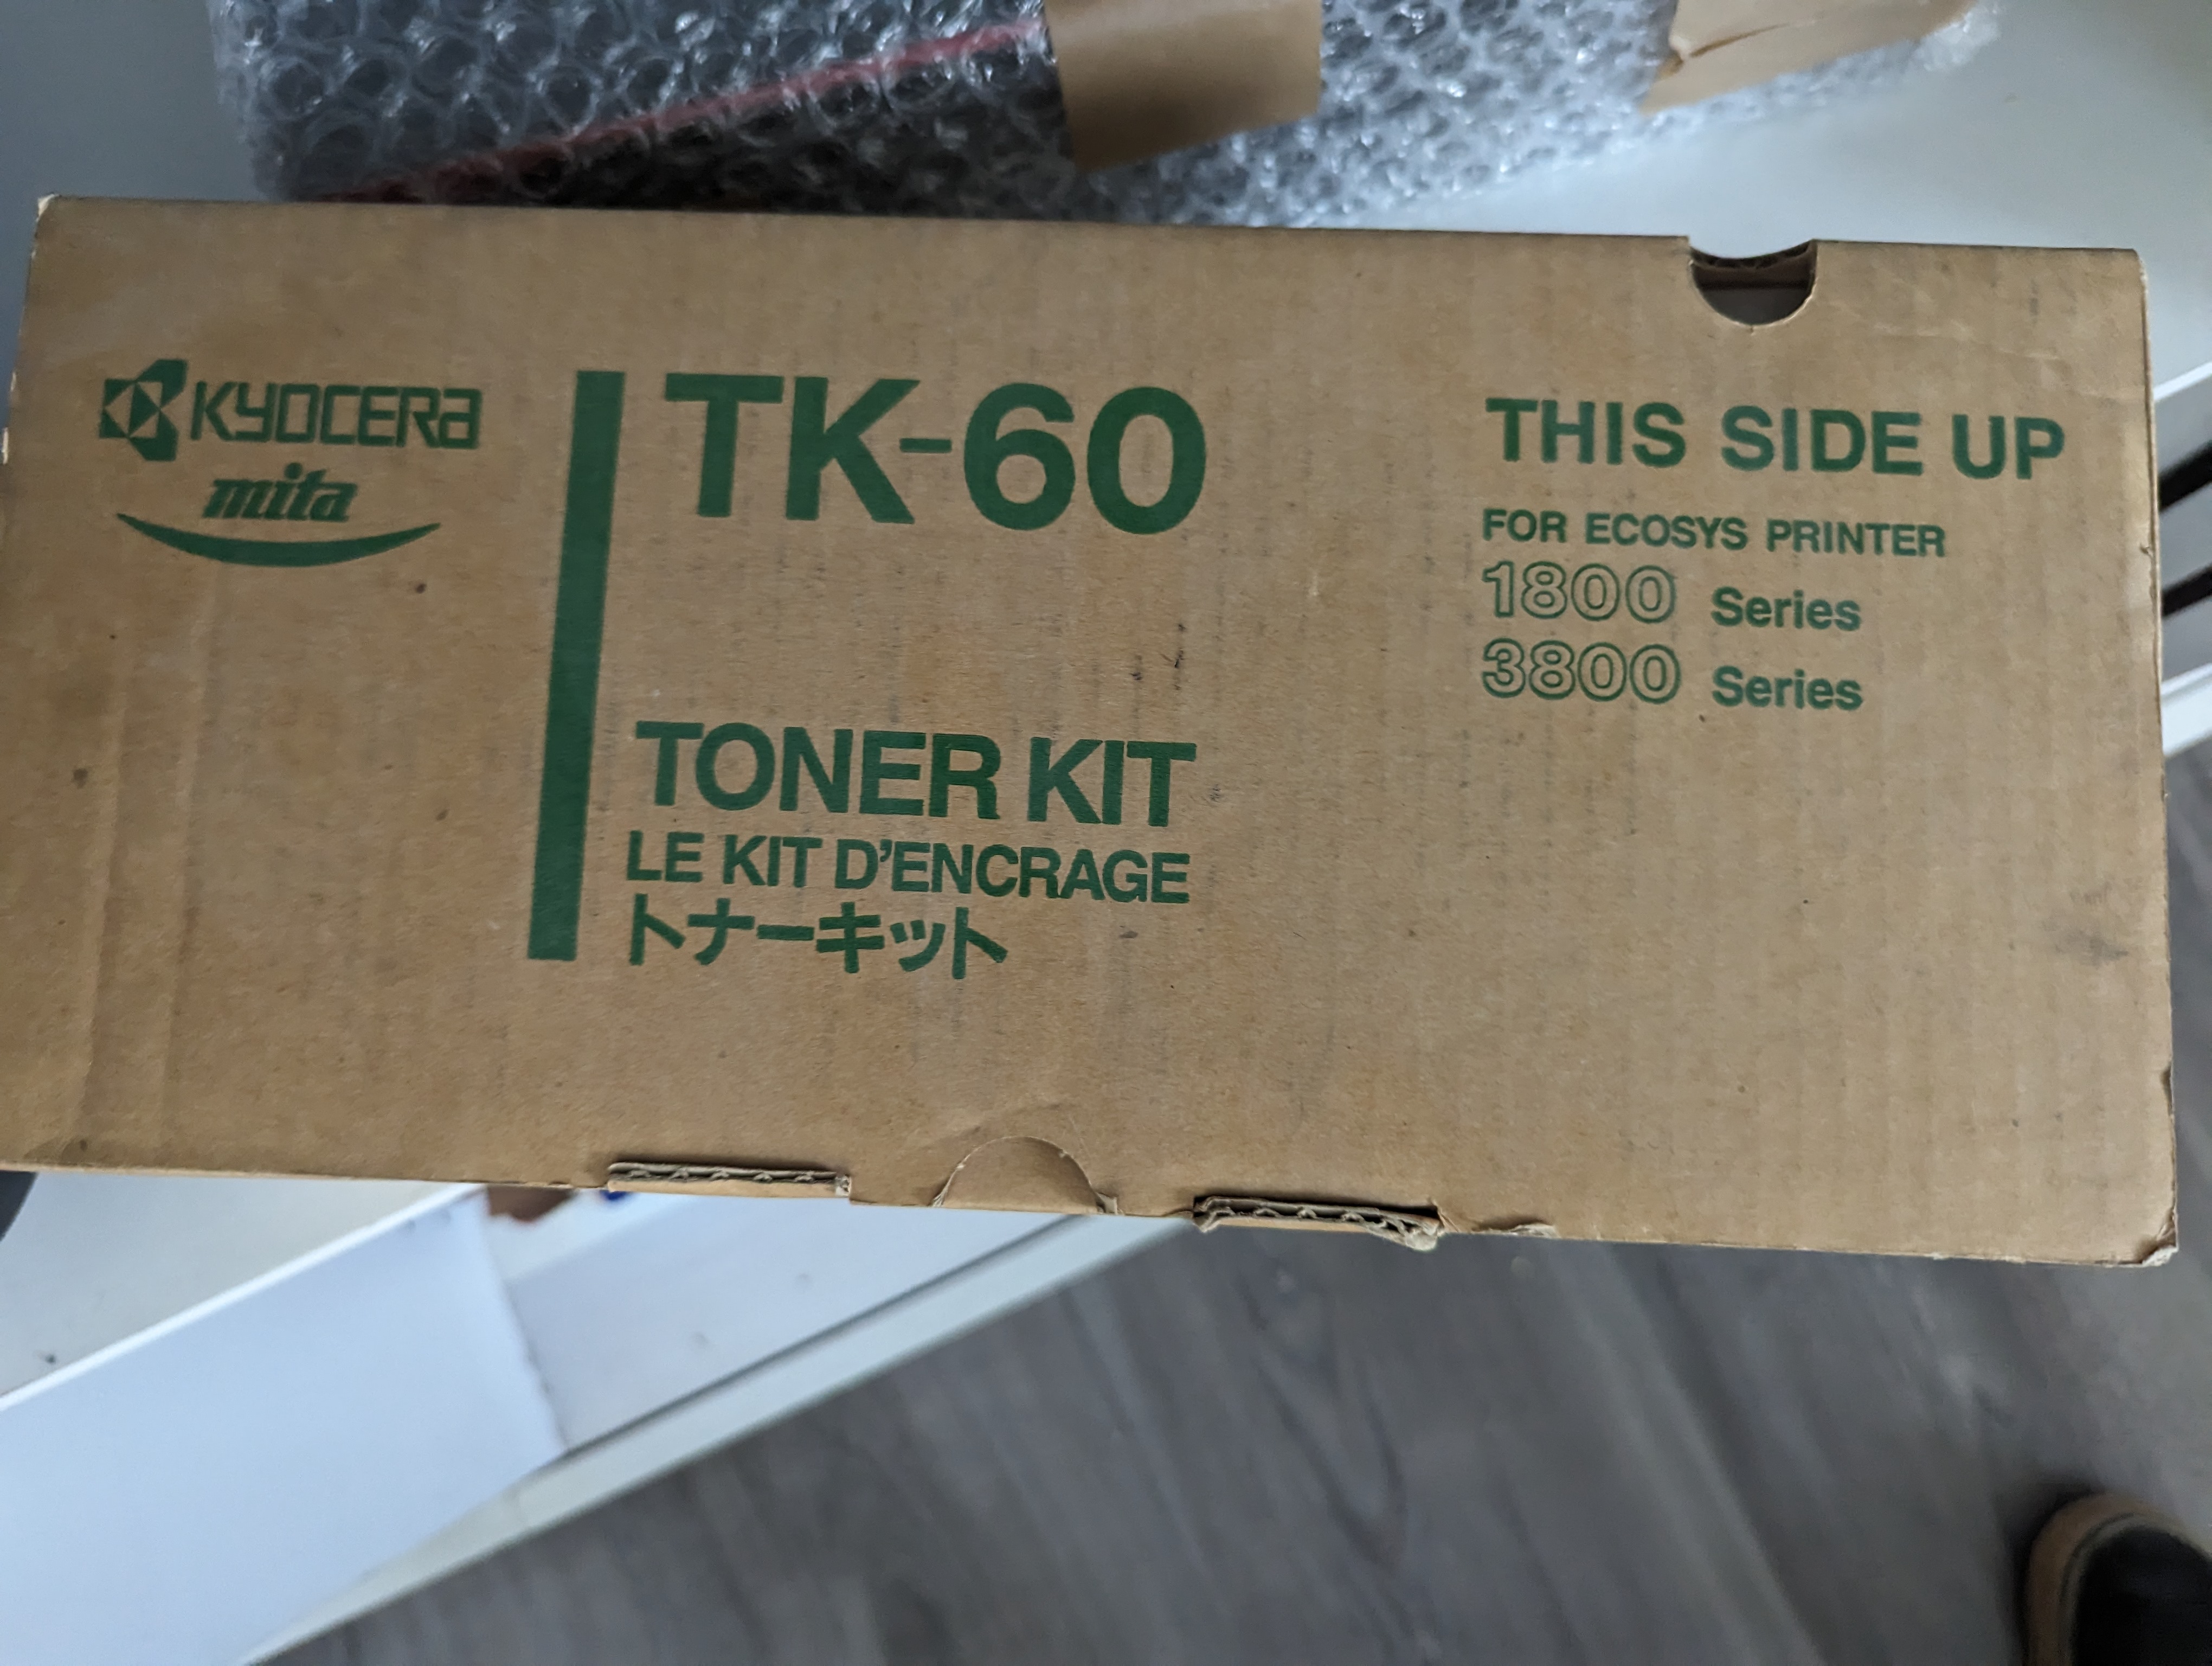 KYOCERA
mita
TK-60
TONER KIT
LE KIT D'ENCRAGE
トナーキット
THIS SIDE UP
FOR ECOSYS PRINTER
1800 Series
3800 Series